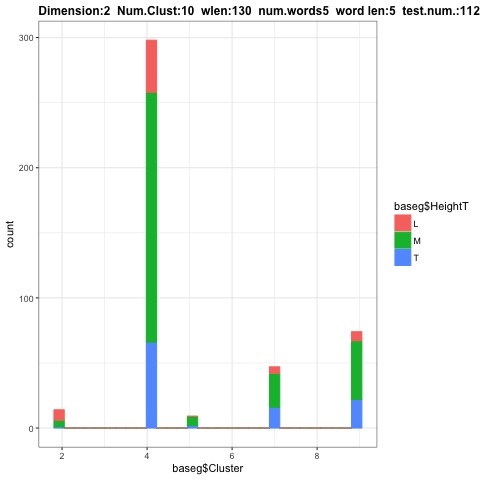 Dimension:2 Num.Clust:10 wlen:130 num.words5 word len:5 test.num.:112
300
200
100
0
count
2 4 6 8
baseg$Cluster
baseg$HeightT
L
M
T